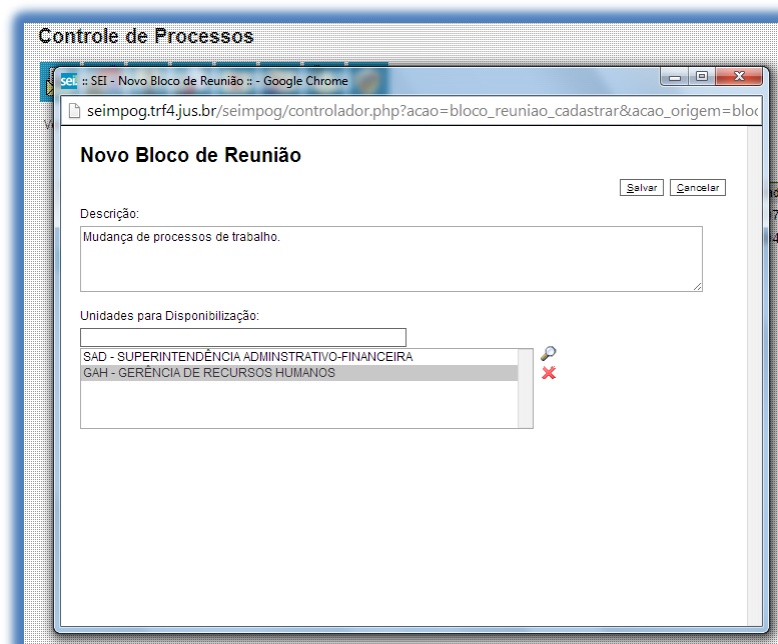 Controle de Processos
sei. :: SEI - Novo Bloco de Reunião :: - Google Chrome
seimpog.trf4.jus.br/seimpog/controlador.php?acao=bloco_reuniao_cadastrar&acao_origem=bloc
Novo Bloco de Reunião
Salvar Cancelar
Descrição:
Mudança de processos de trabalho.
Unidades para Disponibilização:
SAD - SUPERINTENDÊNCIA ADMINSTRATIVO-FINANCEIRA
GAH - GERÊNCIA DE RECURSOS HUMANOS